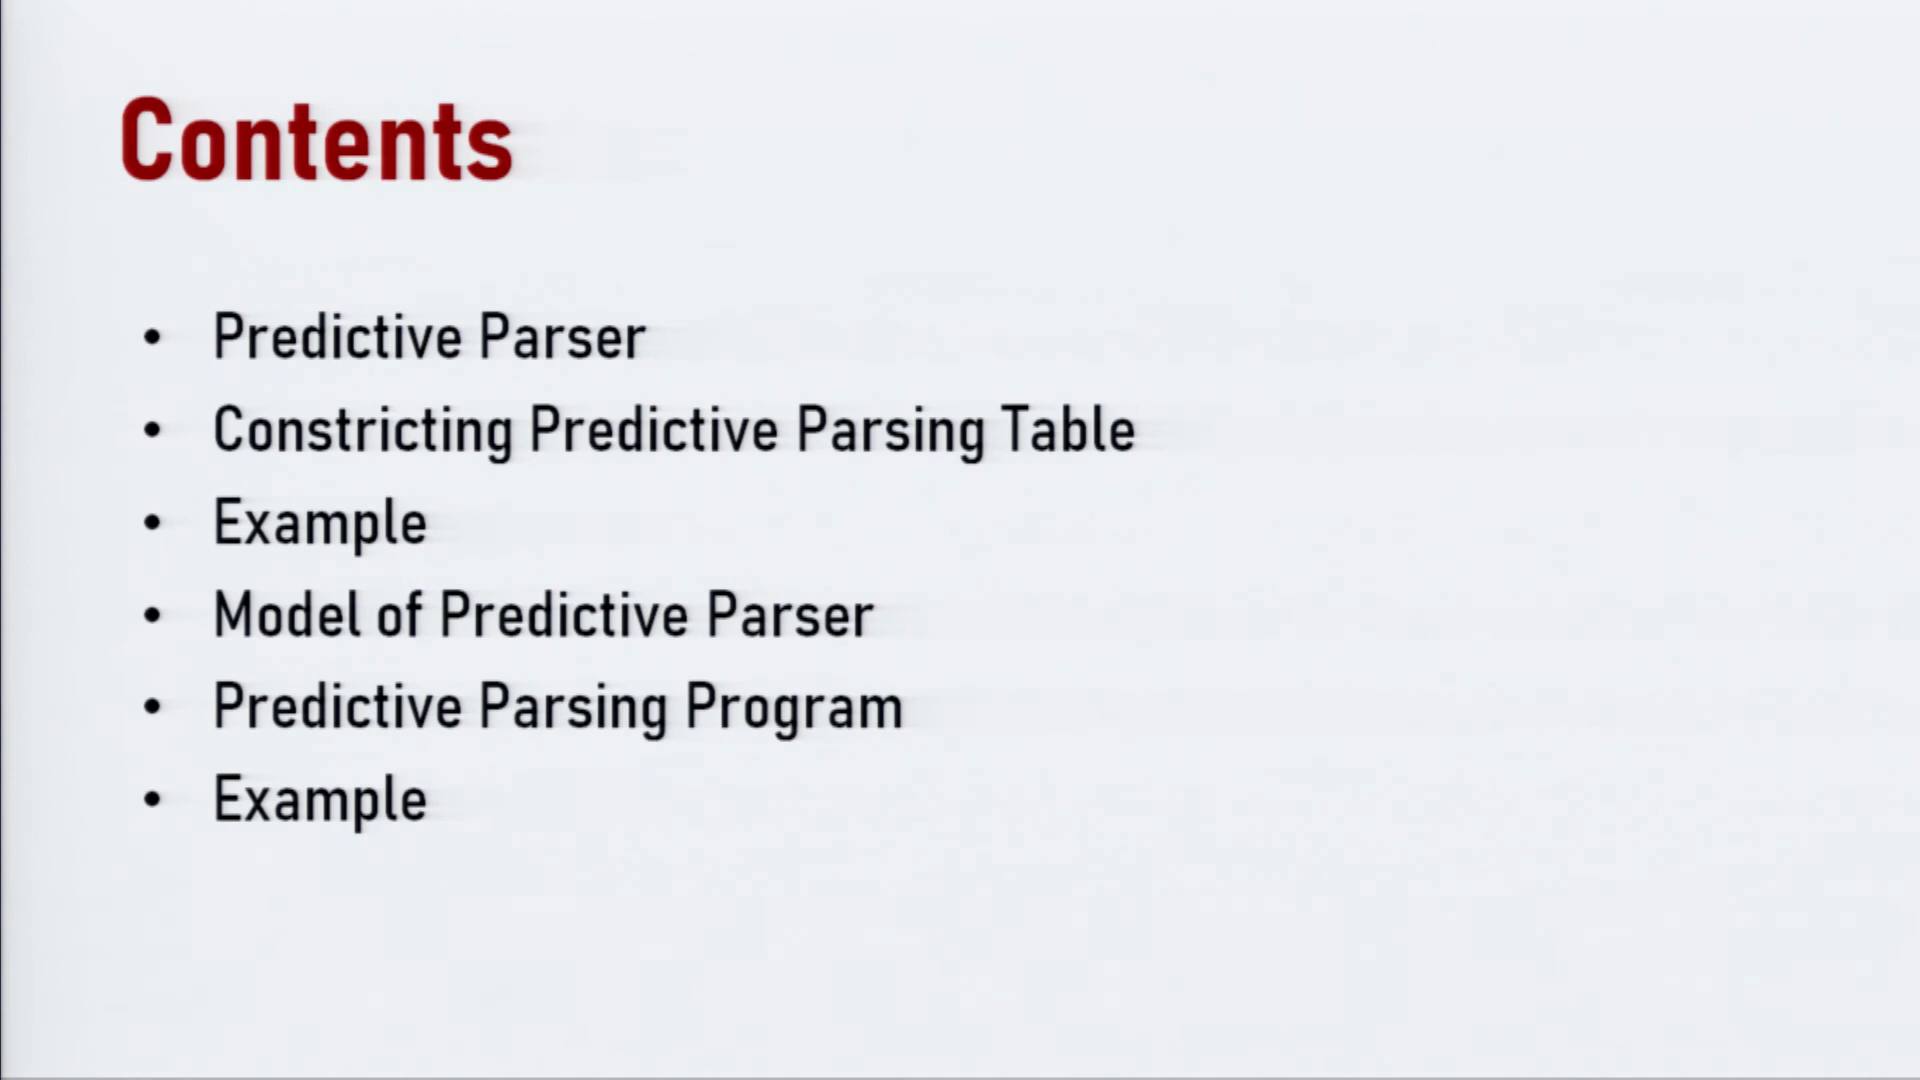 Contents
• Predictive Parser
• Constricting Predictive Parsing Table
• Example
• Model of Predictive Parser
• Predictive Parsing Program
• Example